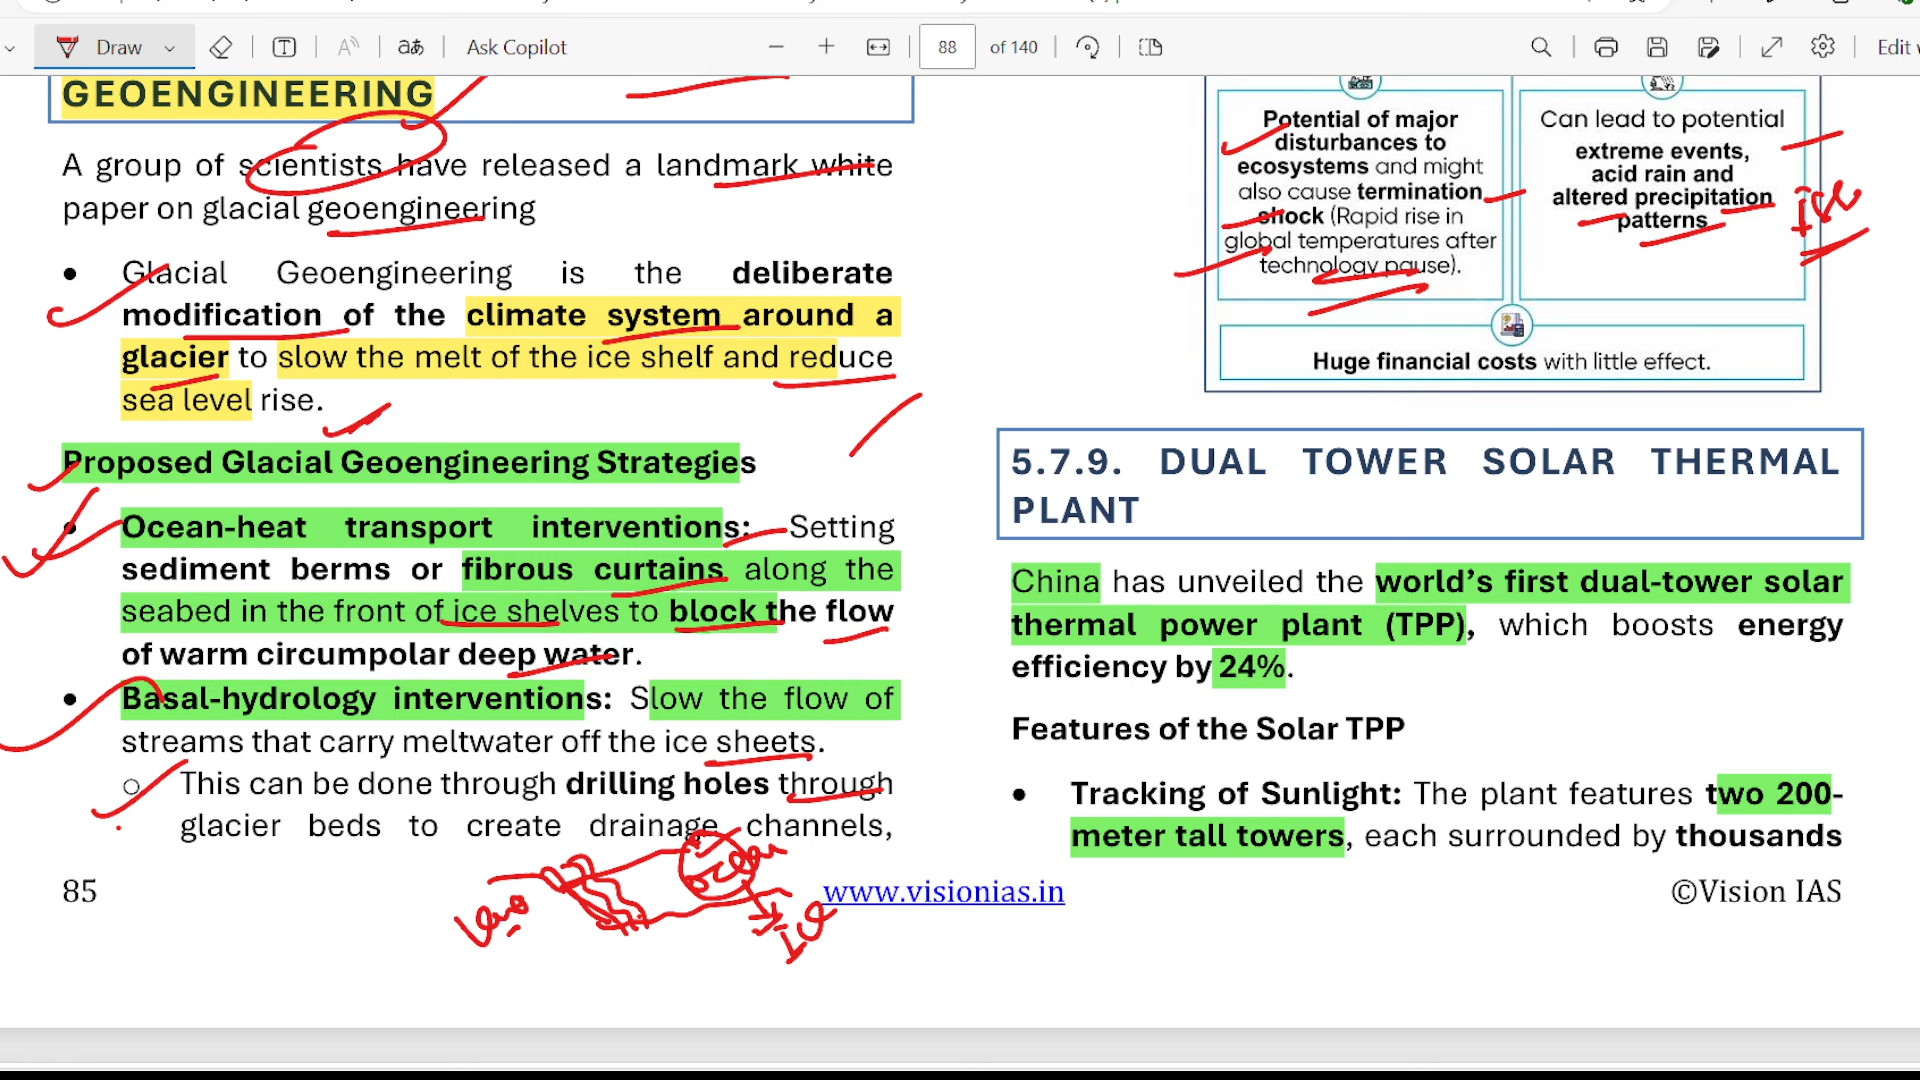 Draw
Ask Copilot
88 of 140
Edit
GEOENGINEERING
A group of scientists have released a landmark white
paper on glacial geoengineering
• Glacial Geoengineering is the deliberate
modification of the climate system around a
glacier to slow the melt of the ice shelf and reduce
sea level rise.
Proposed Glacial Geoengineering Strategies
• Ocean-heat transport interventions: Setting
sediment berms or fibrous curtains along the
seabed in the front of ice shelves to block the flow
of warm circumpolar deep water.
• Basal-hydrology interventions: Slow the flow of
streams that carry meltwater off the ice sheets.
○ This can be done through drilling holes through
glacier beds to create drainage channels,
Ocean
Ice
85
www.visionias.in
Potential of major
disturbances to
ecosystems and might
also cause termination
shock (Rapid rise in
global temperatures after
technology pause).
Can lead to potential
extreme events,
acid rain and
altered precipitation
patterns
Ice
Huge financial costs with little effect.
5.7.9. DUAL TOWER SOLAR THERMAL
PLANT
China has unveiled the world’s first dual-tower solar
thermal power plant (TPP), which boosts energy
efficiency by 24%.
Features of the Solar TPP
• Tracking of Sunlight: The plant features two 200-
meter tall towers, each surrounded by thousands
©Vision IAS